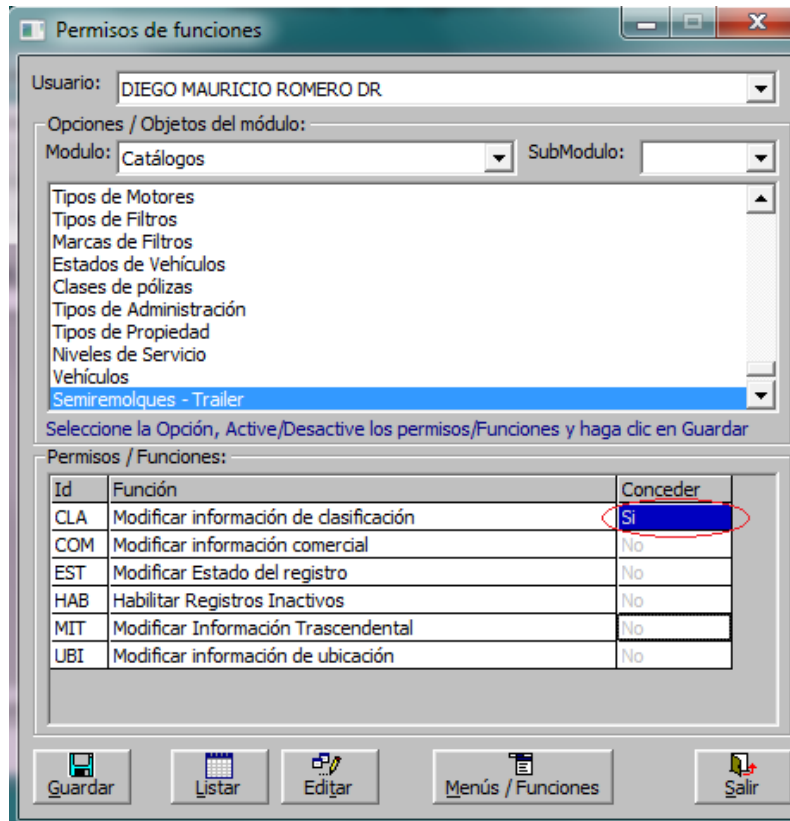 Permisos de funciones
Usuario: DIEGO MAURICIO ROMERO DR
Opciones / Objetos del módulo:
Modulo: Catálogos SubModulo:
Tipos de Motores
Tipos de Filtros
Marcas de Filtros
Estados de Vehículos
Clases de pólizas
Tipos de Administración
Tipos de Propiedad
Niveles de Servicio
Vehículos
Semiremolques - Trailer
Seleccione la Opción, Active/Desactive los permisos/Funciones y haga clic en Guardar
Permisos / Funciones:
Id Función Conceder
CLA Modificar información de clasificación Si
COM Modificar información comercial No
EST Modificar Estado del registro No
HAB Habilitar Registros Inactivos No
MIT Modificar Información Trascendental No
UBI Modificar información de ubicación No
Guardar Listar Editar Menús / Funciones Salir